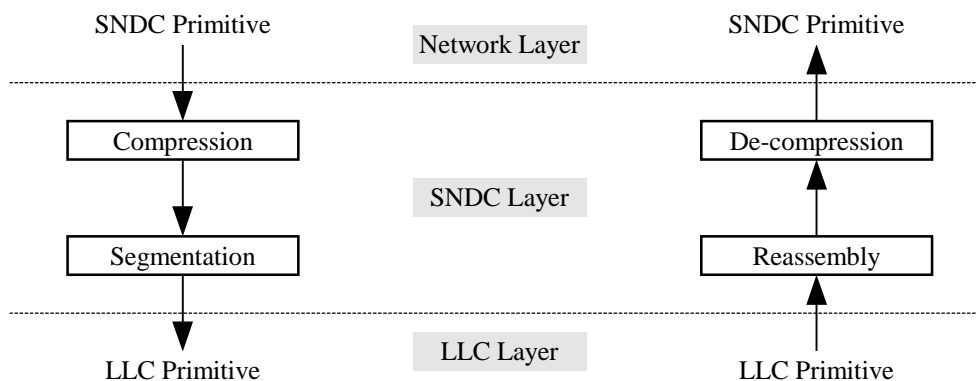 SNDC Primitive
Network Layer
SNDC Primitive
Compression
De-compression
SNDC Layer
Segmentation
Reassembly
LLC Layer
LLC Primitive
LLC Primitive